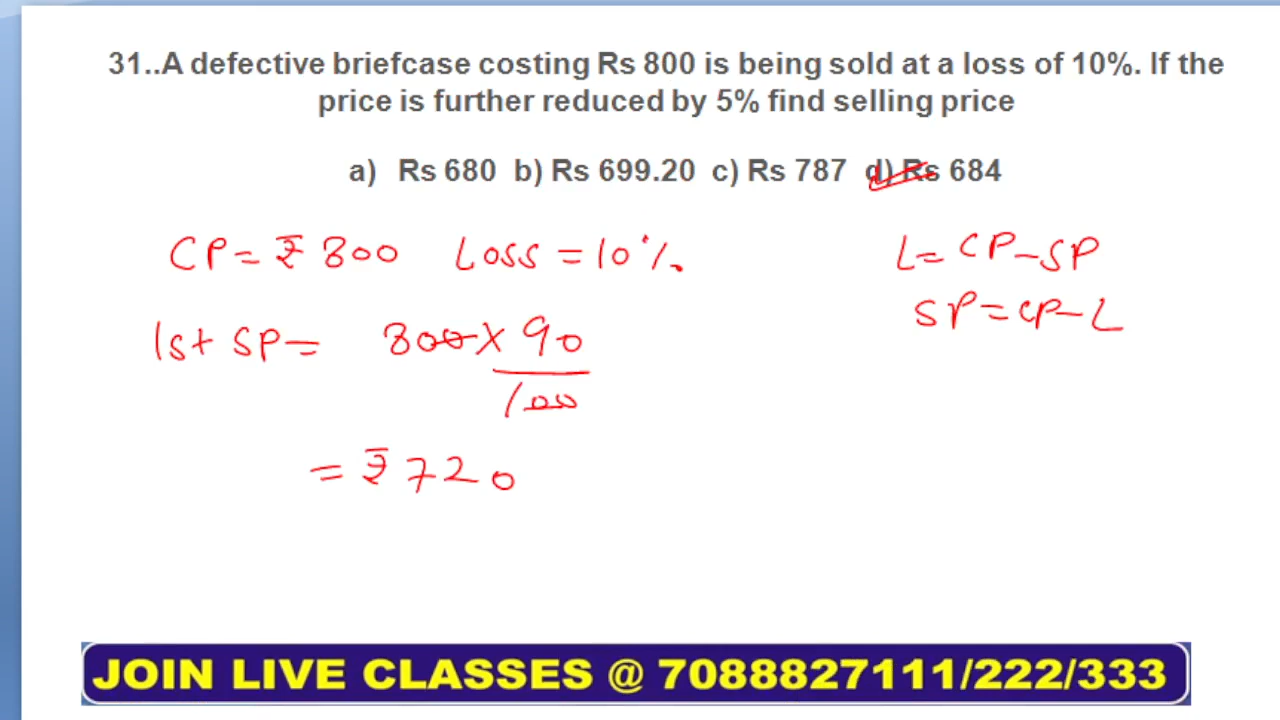 31..A defective briefcase costing Rs 800 is being sold at a loss of 10%. If the
price is further reduced by 5% find selling price
a) Rs 680 b) Rs 699.20 c) Rs 787 d) Rs 684
CP = ₹ 800 Loss = 10%.
L = CP - SP
SP = CP - L
1st SP = 800 × 90
100
= ₹ 720
JOIN LIVE CLASSES @ 7088827111/222/333